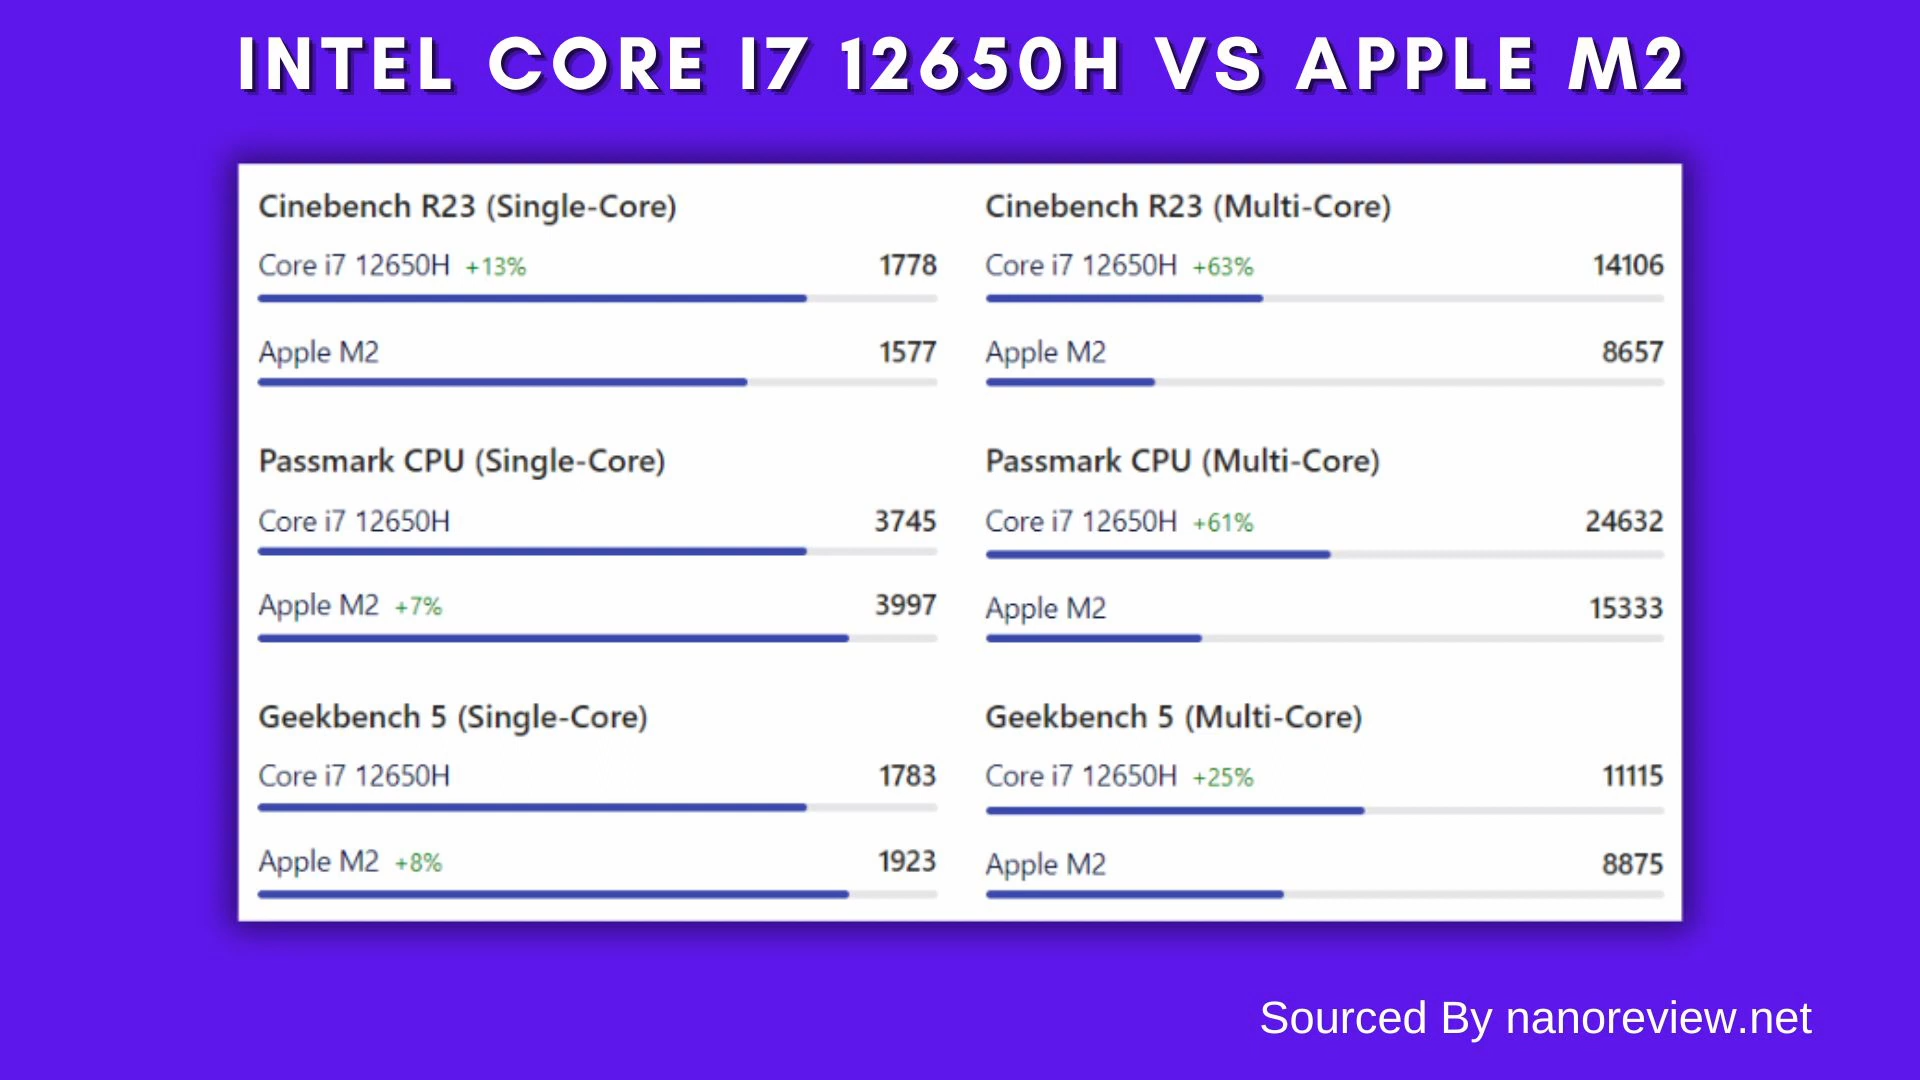 INTEL CORE I7 12650H VS APPLE M2
Cinebench R23 (Single-Core)
Core i7 12650H +13% 1778
Apple M2 1577
Cinebench R23 (Multi-Core)
Core i7 12650H +63% 14106
Apple M2 8657
Passmark CPU (Single-Core)
Core i7 12650H 3745
Apple M2 +7% 3997
Passmark CPU (Multi-Core)
Core i7 12650H +61% 24632
Apple M2 15333
Geekbench 5 (Single-Core)
Core i7 12650H 1783
Apple M2 +8% 1923
Geekbench 5 (Multi-Core)
Core i7 12650H +25% 11115
Apple M2 8875
Sourced By nanoreview.net